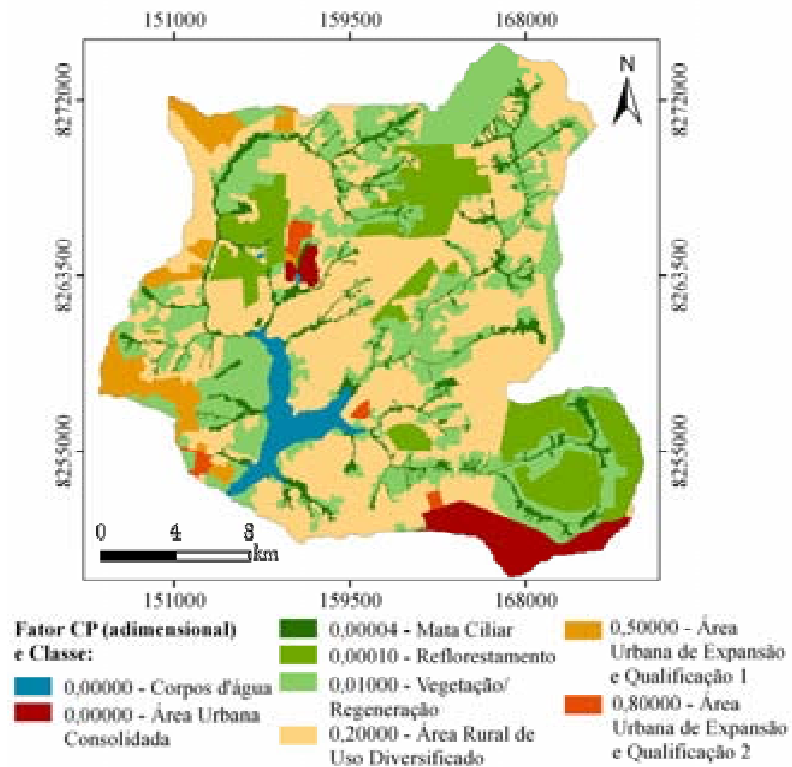 151000 159500 168000
N
8272000 8272000
8263500 8263500
8255000 8255000
0 4 8
km
151000 159500 168000
Fator CP (adimensional)
e Classe:
0,00000 - Corpos d'água
0,00000 - Área Urbana
Consolidada
0,00004 - Mata Ciliar
0,00010 - Reflorestamento
0,01000 - Vegetação/
Regeneração
0,20000 - Área Rural de
Uso Diversificado
0,50000 - Área
Urbana de Expansão
e Qualificação 1
0,80000 - Área
Urbana de Expansão
e Qualificação 2